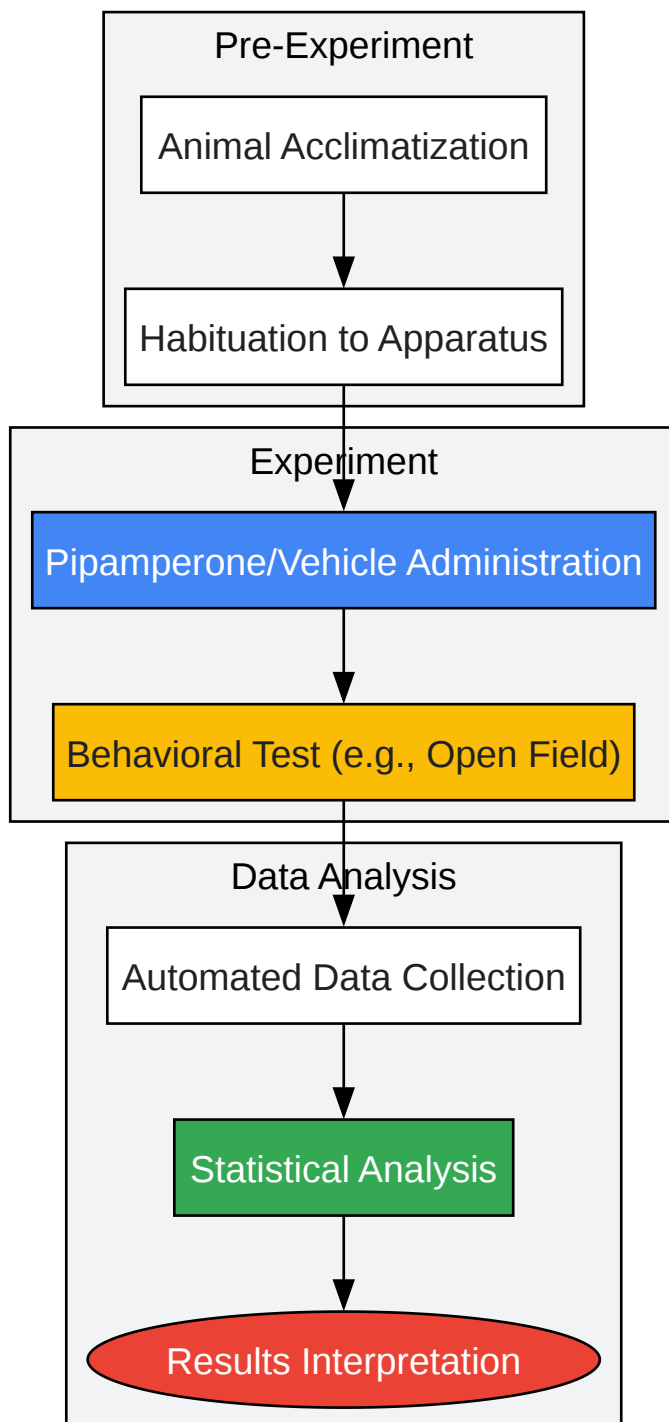 Pre-Experiment
Animal Acclimatization
Habituation to Apparatus
Experiment
Pipamperone/Vehicle Administration
Behavioral Test (e.g., Open Field)
Data Analysis
Automated Data Collection
Statistical Analysis
Results Interpretation